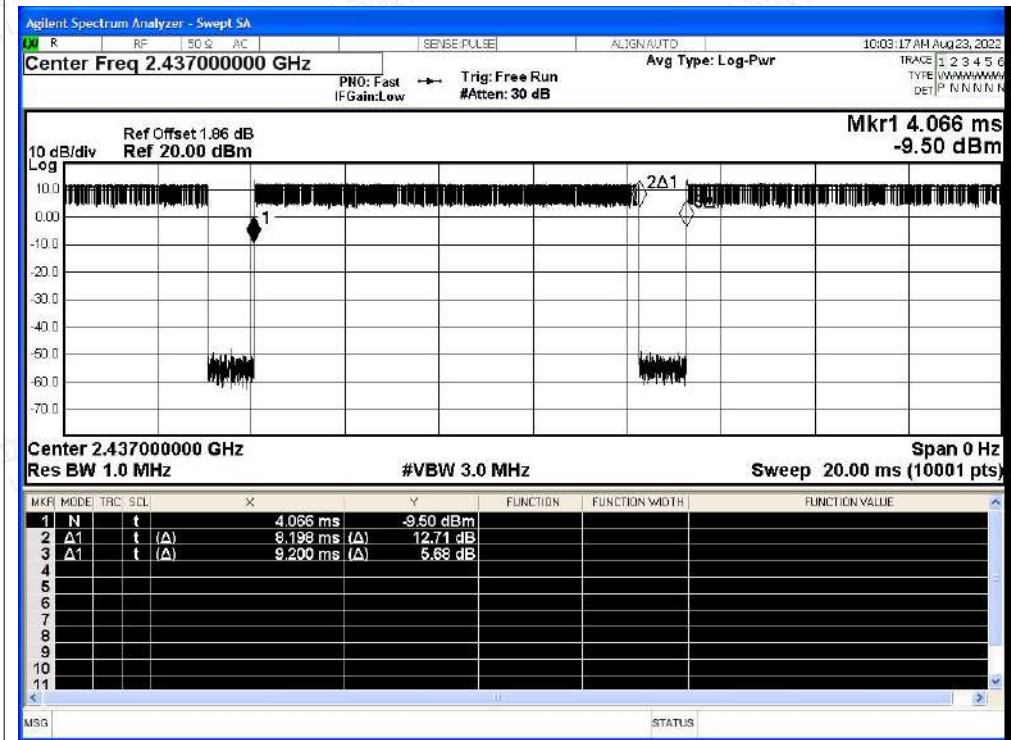 Agilent Spectrum Analyzer - Swept SA
R RF 50 Ω AC SENSE:PULSE ALIGN AUTO 10:03:17 AM Aug 23, 2022
Center Freq 2.437000000 GHz Avg Type: Log-Pwr TRACE 1 2 3 4 5 6
PNO: Fast Trig: Free Run TYPE
IFGain:Low #Atten: 30 dB DET P N N N N N
Mkr1 4.066 ms
Ref Offset 1.86 dB
10 dB/div Ref 20.00 dBm -9.50 dBm
Log
10.0
2Δ1
0.00
1
-10.0
-20.0
-30.0
-40.0
-50.0
-60.0
-70.0
Center 2.437000000 GHz Span 0 Hz
Res BW 1.0 MHz #VBW 3.0 MHz Sweep 20.00 ms (10001 pts)
MKR MODE TRC SCL X Y FUNCTION FUNCTION WIDTH FUNCTION VALUE
1 N t 4.066 ms -9.50 dBm
2 Δ1 t (Δ) 8.198 ms (Δ) 12.71 dB
3 Δ1 t (Δ) 9.200 ms (Δ) 5.68 dB
4
5
6
7
8
9
10
11
MSG STATUS